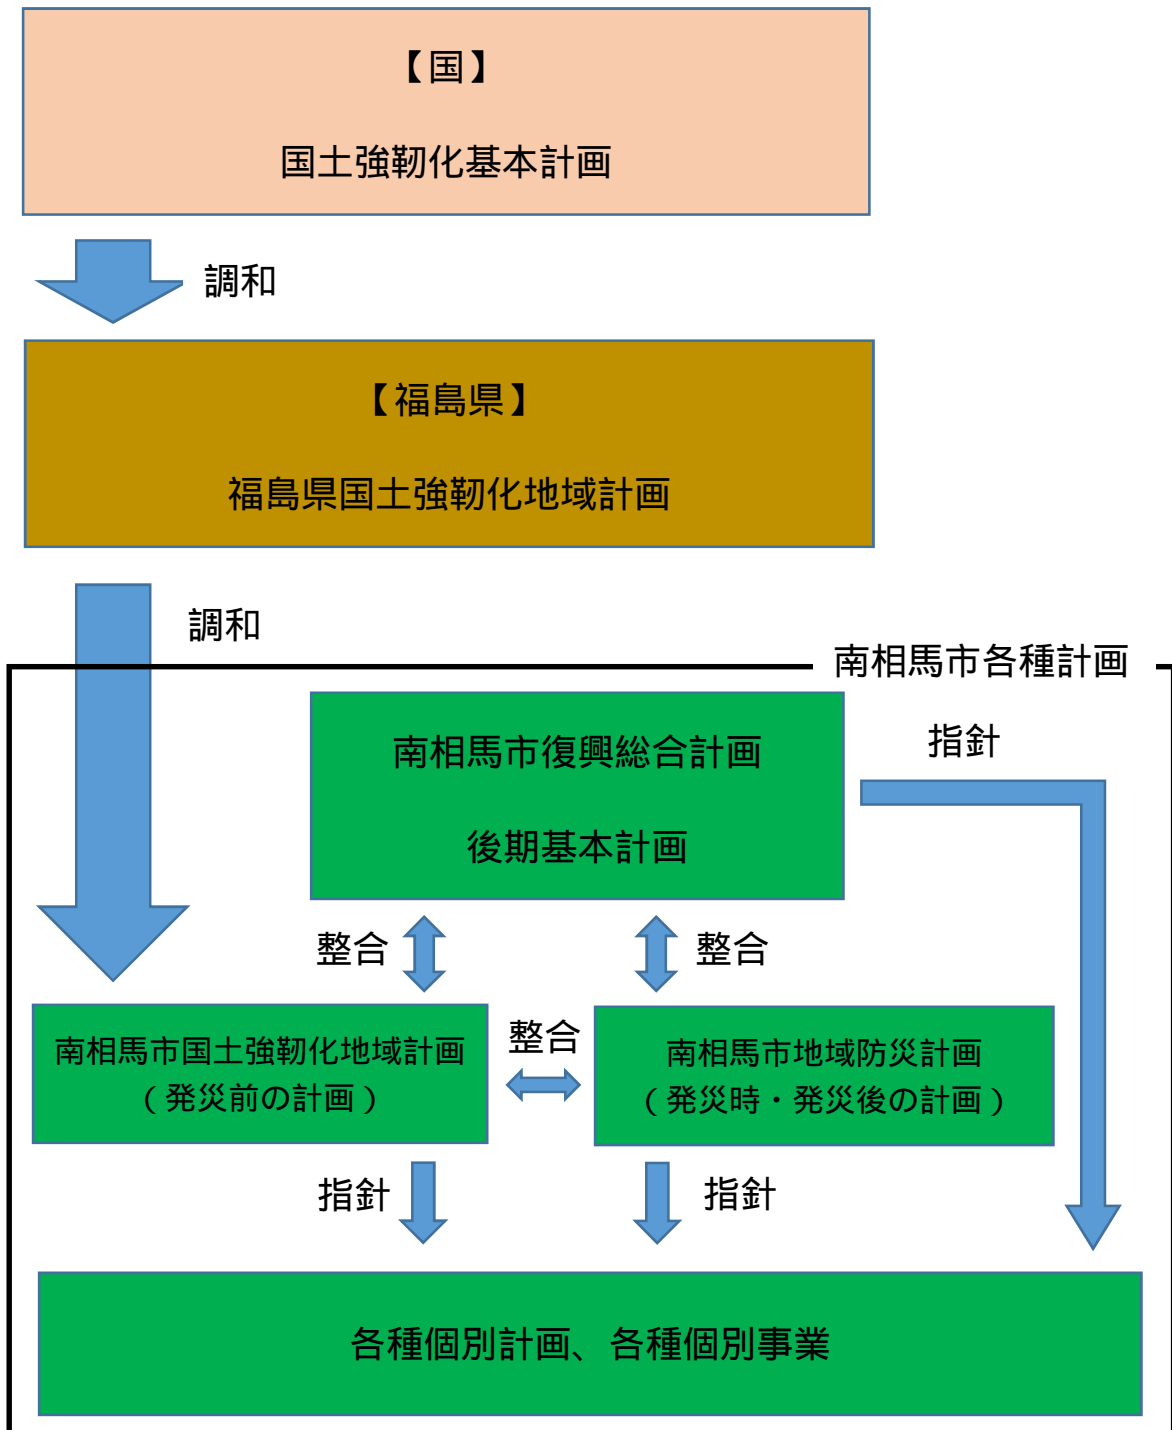 【国】
国土強靭化基本計画
調和
【福島県】
福島県国土強靭化地域計画
調和
南相馬市各種計画
指針
南相馬市復興総合計画
後期基本計画
整合
整合
整合
南相馬市国土強靭化地域計画
（発災前の計画）
南相馬市地域防災計画
（発災時・発災後の計画）
指針
指針
各種個別計画、各種個別事業